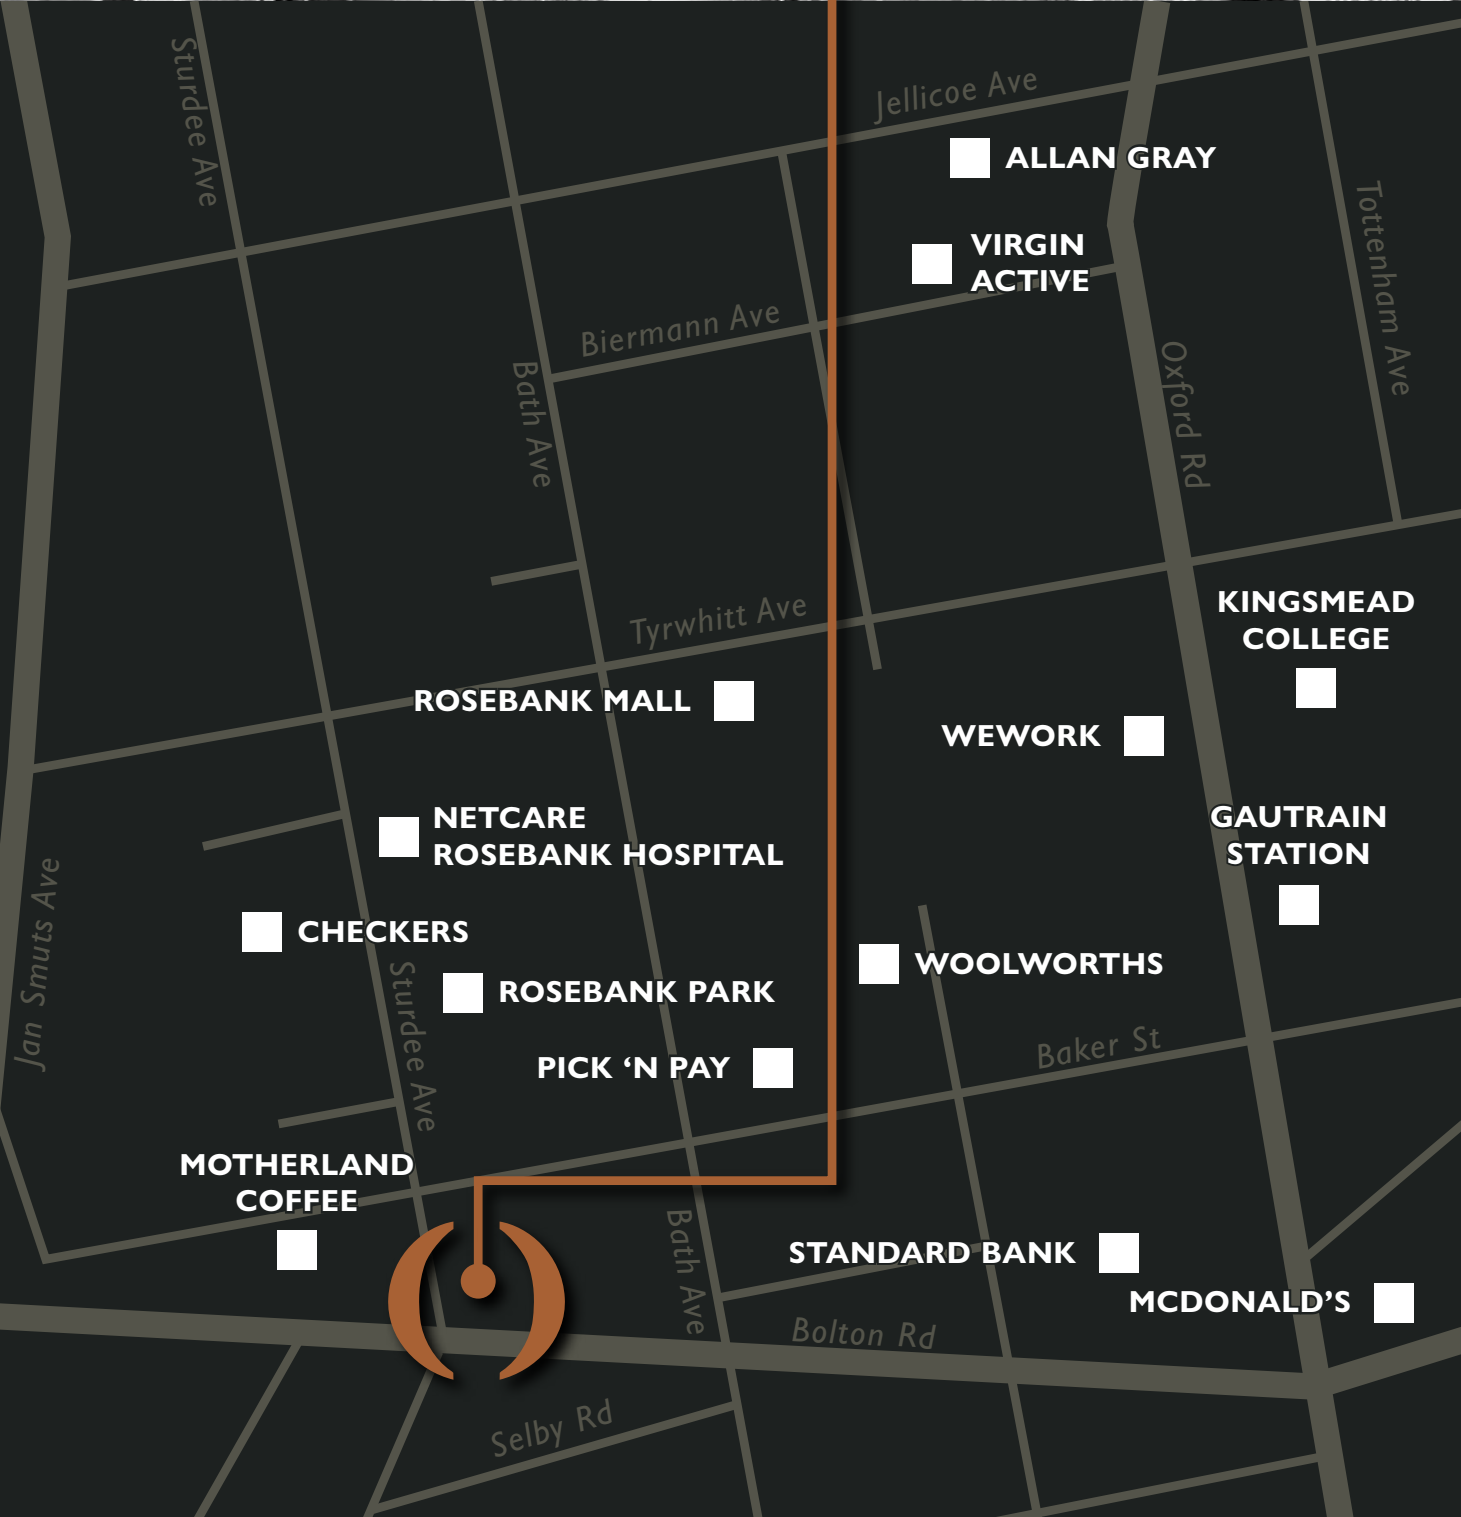 Sturdee Ave
Jellicoe Ave
ALLAN GRAY
Tottenham Ave
VIRGIN
ACTIVE
Biermann Ave
Bath Ave
Oxford Rd
Tyrwhitt Ave
KINGSMEAD
COLLEGE
ROSEBANK MALL
WEWORK
NETCARE
ROSEBANK HOSPITAL
GAUTRAIN
STATION
Jan Smuts Ave
CHECKERS
Sturdee Ave
ROSEBANK PARK
WOOLWORTHS
Baker St
PICK ‘N PAY
MOTHERLAND
COFFEE
Bath Ave
STANDARD BANK
MCDONALD’S
Bolton Rd
Selby Rd